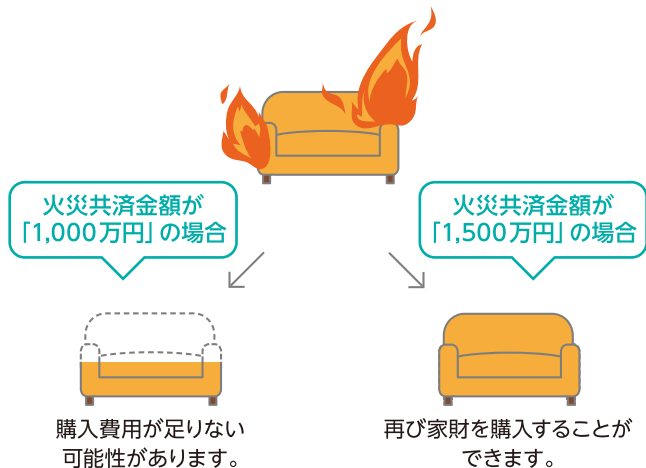 火災共済金額が
「1,000万円」の場合
火災共済金額が
「1,500万円」の場合
購入費用が足りない
可能性があります。
再び家財を購入することが
できます。